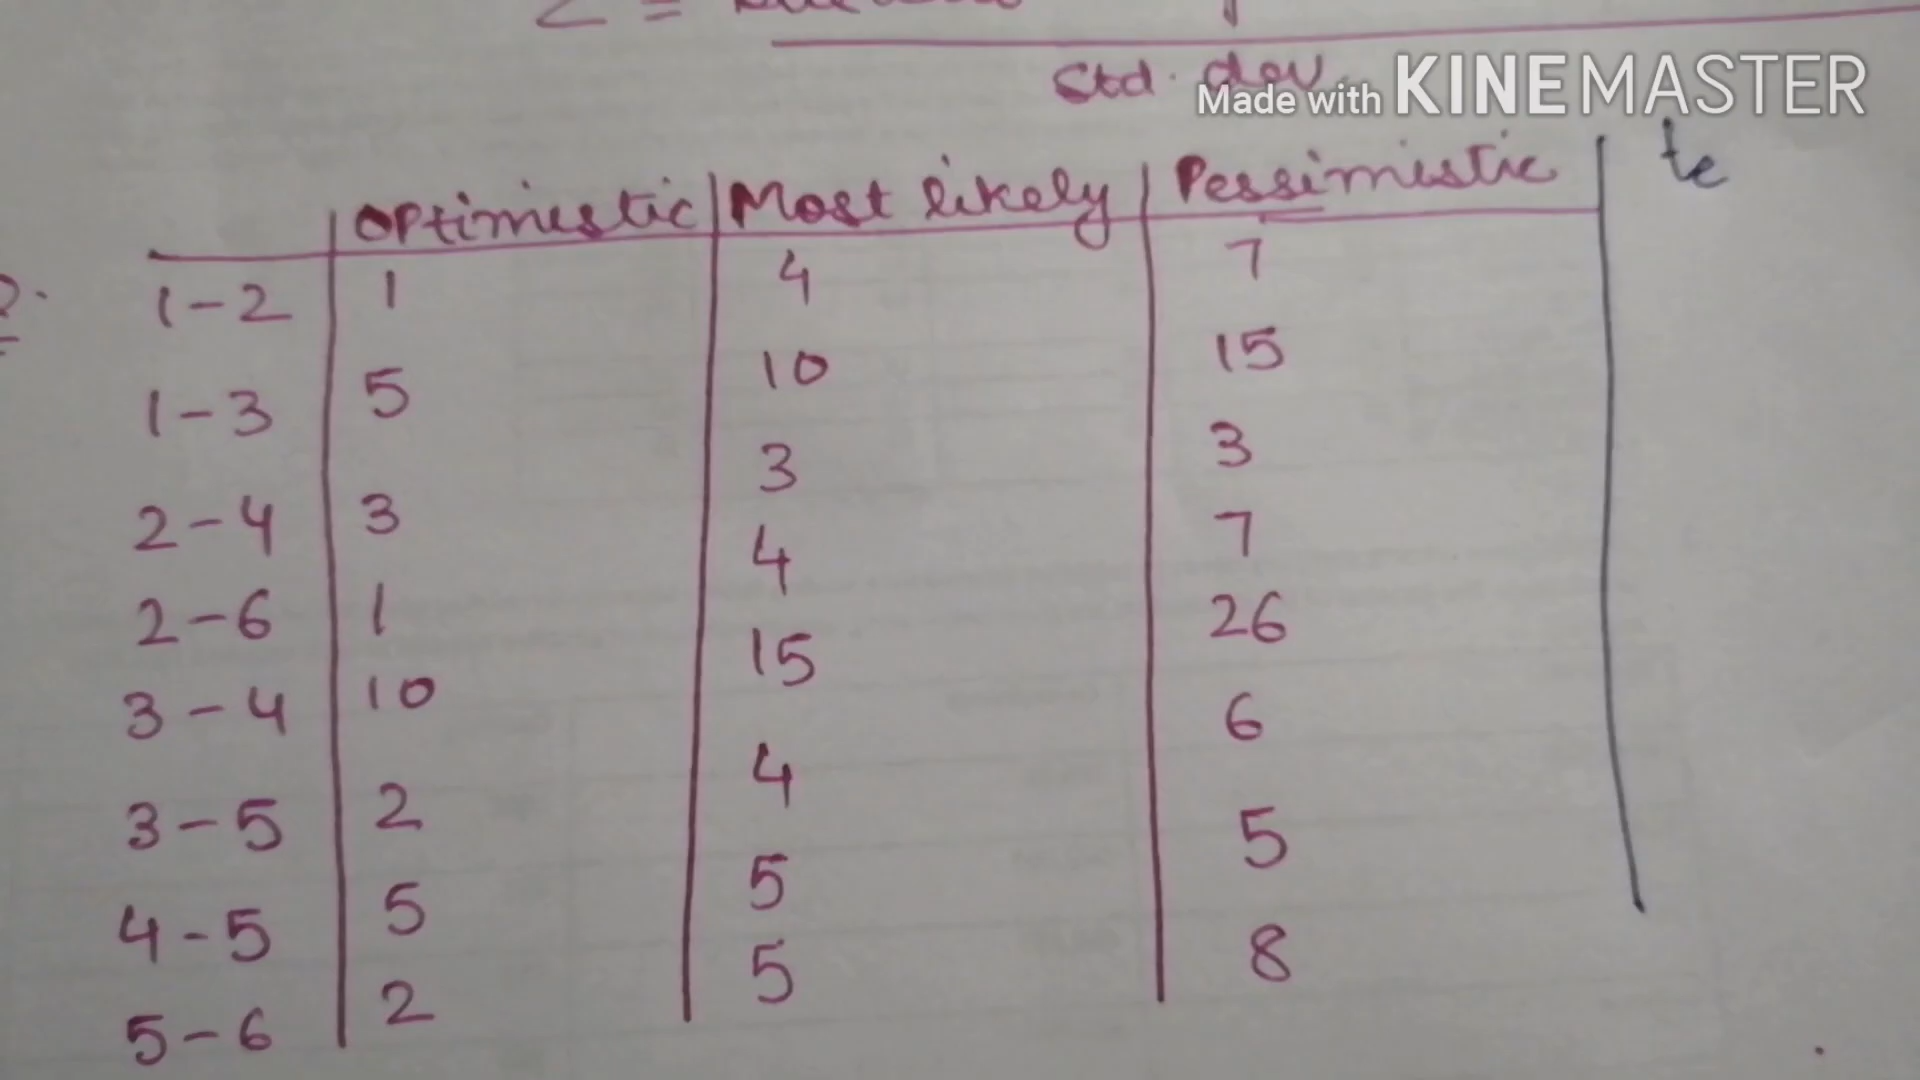 Z =
Std. dev
Made with KINEMASTER
Optimistic Most likely Pessimistic te
1-2 1 4 7
1-3 5 10 15
2-4 3 3 3
2-6 1 4 7
3-4 10 15 26
3-5 2 4 6
4-5 5 5 5
5-6 2 5 8